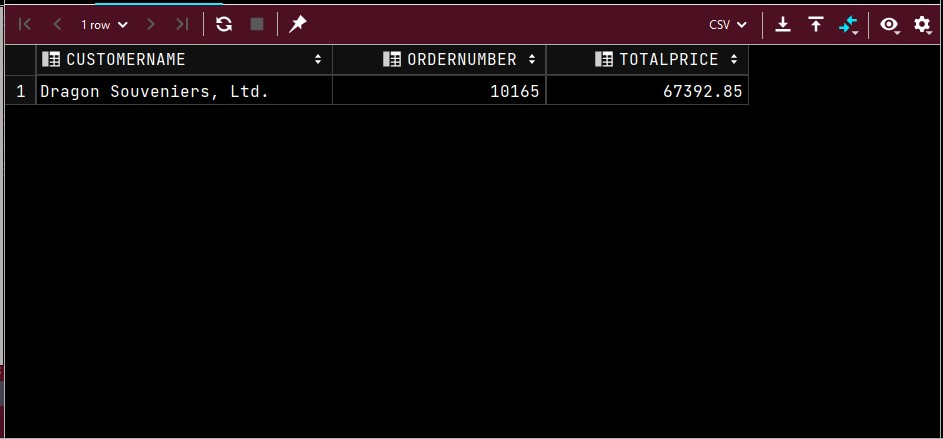 1 row CSV
CUSTOMERNAME ORDERNUMBER TOTALPRICE
1 Dragon Souveniers, Ltd. 10165 67392.85